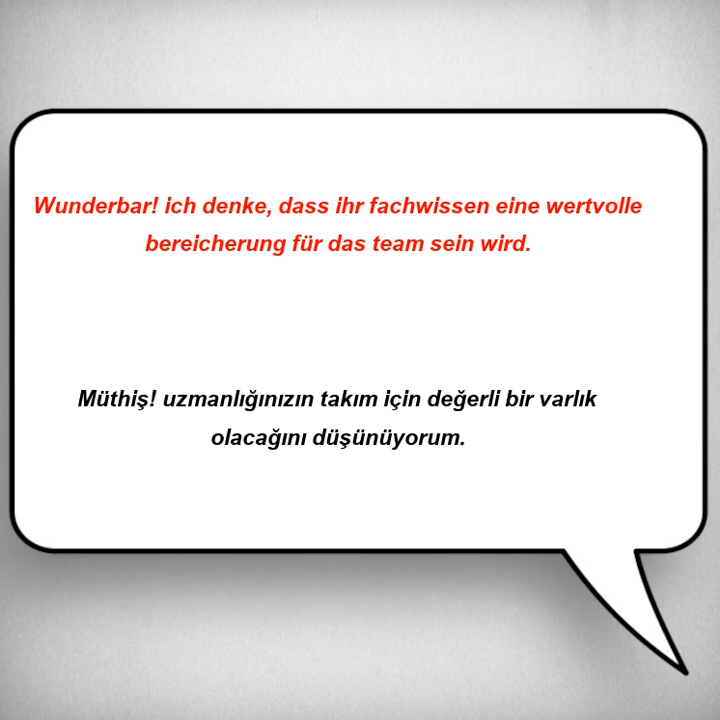 Wunderbar! ich denke, dass ihr fachwissen eine wertvolle
bereicherung für das team sein wird.
Müthiş! uzmanlığınızın takım için değerli bir varlık
olacağını düşünüyorum.